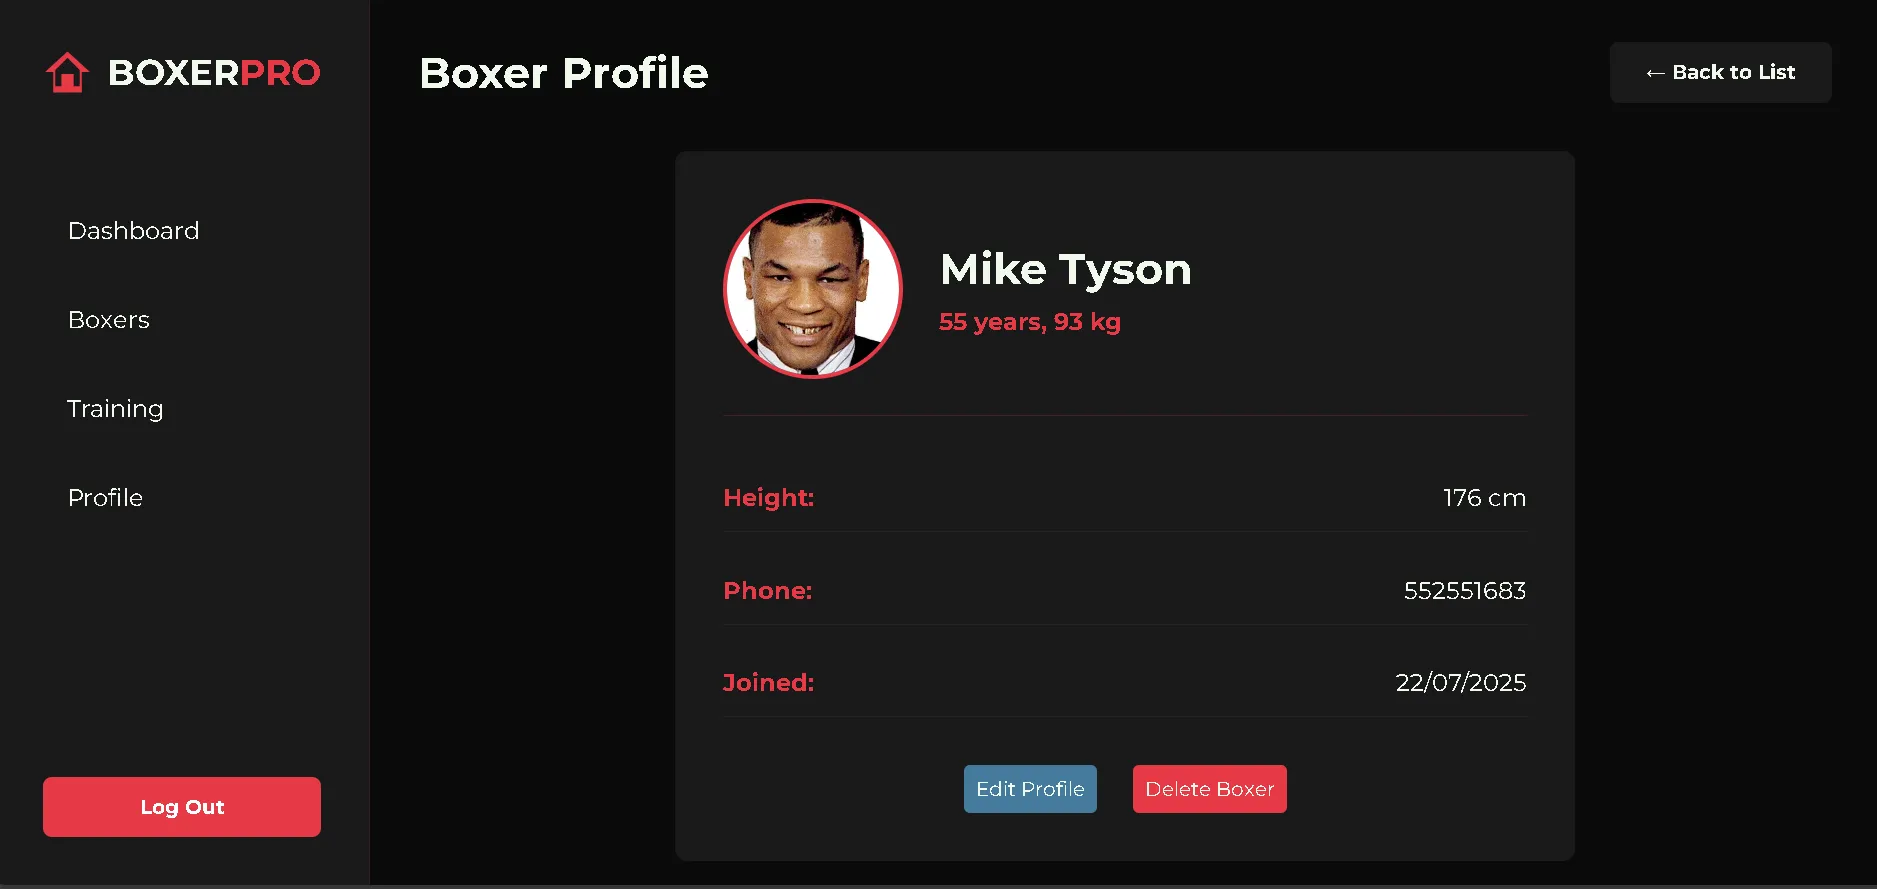 BOXERPRO
Dashboard
Boxers
Training
Profile
Log Out
Boxer Profile
← Back to List
Mike Tyson
55 years, 93 kg
Height: 176 cm
Phone: 552551683
Joined: 22/07/2025
Edit Profile
Delete Boxer